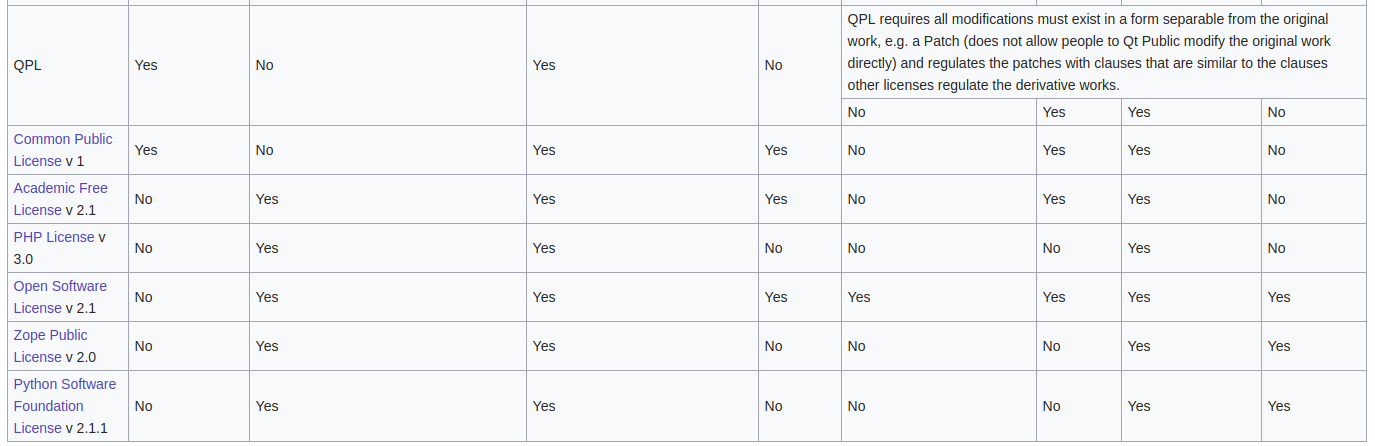 QPL Yes No Yes No
QPL requires all modifications must exist in a form separable from the original
work, e.g. a Patch (does not allow people to Qt Public modify the original work
directly) and regulates the patches with clauses that are similar to the clauses
other licenses regulate the derivative works.
No Yes Yes No
Common Public
License v 1
Yes No Yes Yes No Yes Yes No
Academic Free
License v 2.1
No Yes Yes Yes No Yes Yes No
PHP License v
3.0
No Yes Yes No No No Yes No
Open Software
License v 2.1
No Yes Yes Yes Yes Yes Yes Yes
Zope Public
License v 2.0
No Yes Yes No No No Yes Yes
Python Software
Foundation
License v 2.1.1
No Yes Yes No No No Yes Yes